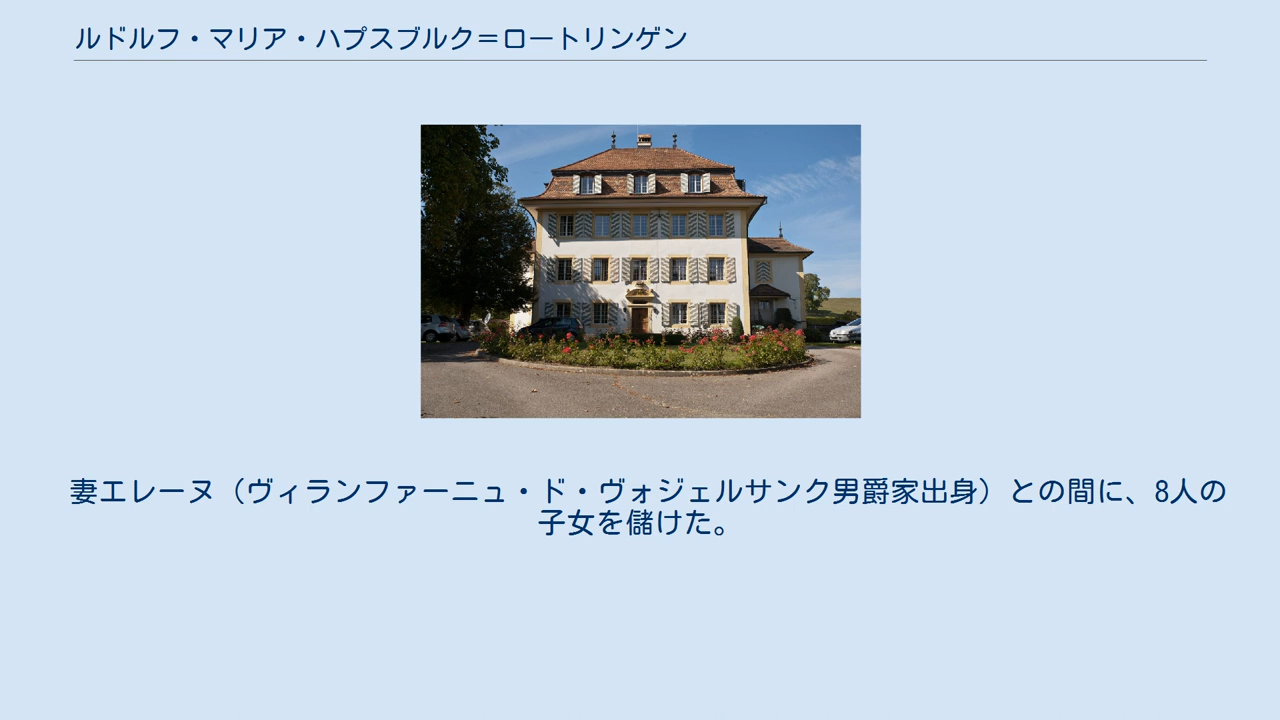 ルドルフ・マリア・ハプスブルク＝ロートリンゲン
妻エレーヌ（ヴィランファーニュ・ド・ヴォジェルサンク男爵家出身）との間に、8人の
子女を儲けた。